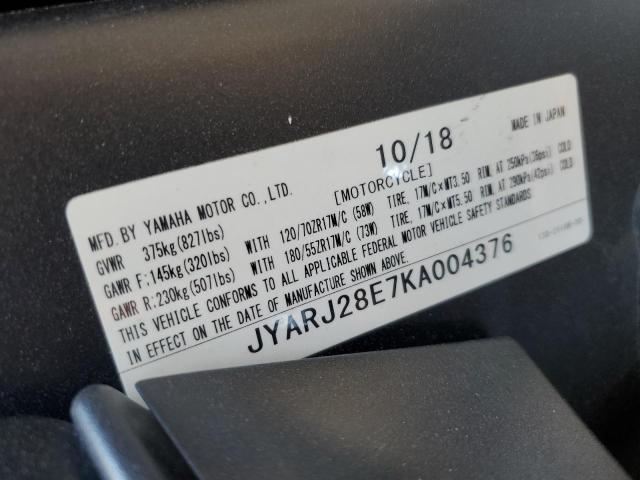 MFD. BY YAMAHA MOTOR CO., LTD. 10/18 MADE IN JAPAN
GVWR 375kg(827lbs) [MOTORCYCLE]
GAWR F:145kg(320lbs) WITH 120/70ZR17M/C (58W) TIRE, 17M/C×MT3.50 RIM, AT 250kPa(36psi) COLD
GAWR R:230kg(507lbs) WITH 180/55ZR17M/C (73W) TIRE, 17M/C×MT5.50 RIM, AT 290kPa(42psi) COLD
THIS VEHICLE CONFORMS TO ALL APPLICABLE FEDERAL MOTOR VEHICLE SAFETY STANDARDS
IN EFFECT ON THE DATE OF MANUFACTURE SHOWN ABOVE.
JYARJ28E7KA004376